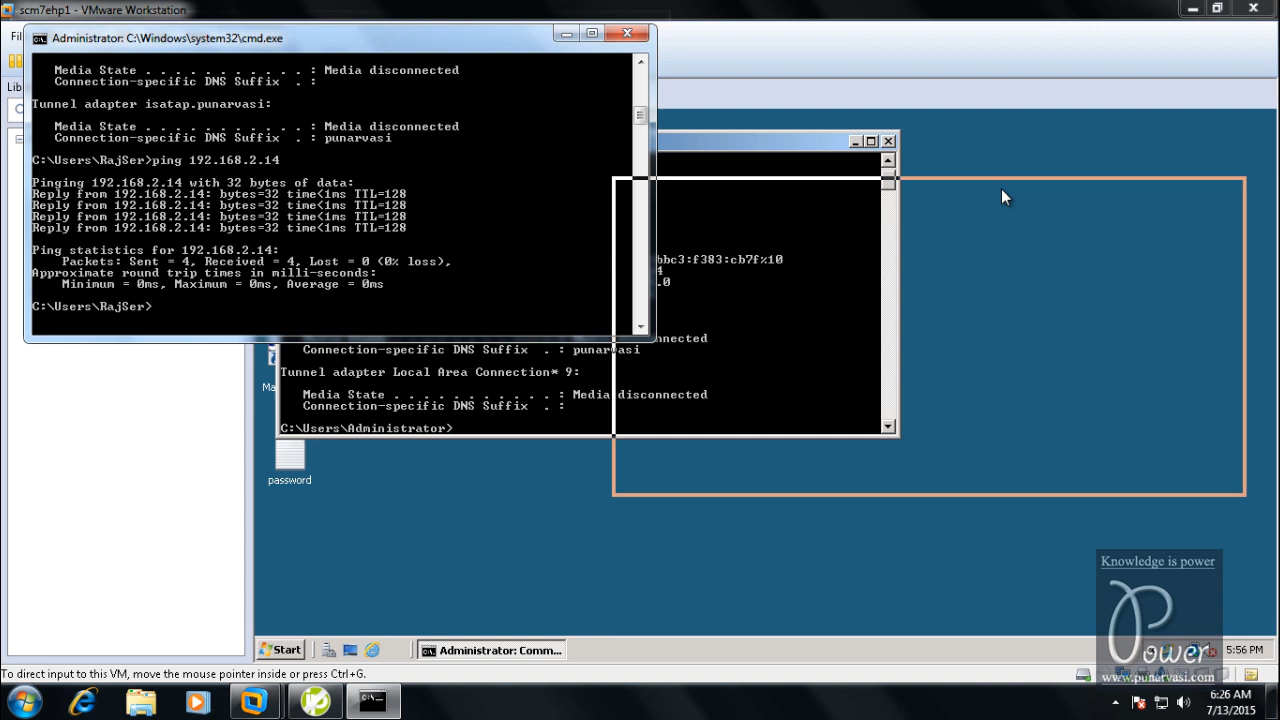 scm7ehp1 - VMware Workstation
Administrator: C:\Windows\system32\cmd.exe
Media State . . . . . . . . . . . : Media disconnected
Connection-specific DNS Suffix  . :
Tunnel adapter isatap.punarvasi:
Media State . . . . . . . . . . . : Media disconnected
Connection-specific DNS Suffix  . : punarvasi
C:\Users\RajSer>ping 192.168.2.14
Pinging 192.168.2.14 with 32 bytes of data:
Reply from 192.168.2.14: bytes=32 time<1ms TTL=128
Reply from 192.168.2.14: bytes=32 time<1ms TTL=128
Reply from 192.168.2.14: bytes=32 time<1ms TTL=128
Reply from 192.168.2.14: bytes=32 time<1ms TTL=128
Ping statistics for 192.168.2.14:
Packets: Sent = 4, Received = 4, Lost = 0 (0% loss),
Approximate round trip times in milli-seconds:
Minimum = 0ms, Maximum = 0ms, Average = 0ms
C:\Users\RajSer>
Fi
Lib
bbc3:f383:cb7f%10
4
.0
nnected
Connection-specific DNS Suffix  . : punarvasi
Tunnel adapter Local Area Connection* 9:
Media State . . . . . . . . . . . : Media disconnected
Connection-specific DNS Suffix  . :
C:\Users\Administrator>
Ma
password
Knowledge is power
Power
www.punarvasi.com
Start
Administrator: Comm...
5:56 PM
To direct input to this VM, move the mouse pointer inside or press Ctrl+G.
6:26 AM
7/13/2015